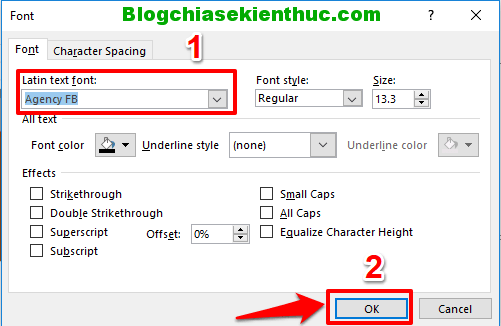 Font
Blogchiasekienthuc.com
Font Character Spacing
1
Latin text font: Font style: Size:
Agency FB Regular 13.3
All text
Font color Underline style (none) Underline color
Effects
Strikethrough Small Caps
Double Strikethrough All Caps
Superscript Offset: 0% Equalize Character Height
Subscript
2
OK Cancel